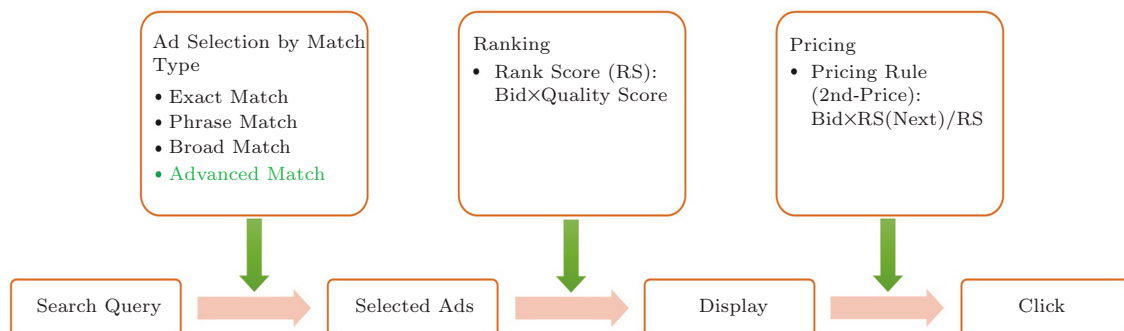 Ad Selection by Match
Type
• Exact Match
• Phrase Match
• Broad Match
• Advanced Match
Ranking
• Rank Score (RS):
Bid×Quality Score
Pricing
• Pricing Rule
(2nd-Price):
Bid×RS(Next)/RS
Search Query
Selected Ads
Display
Click